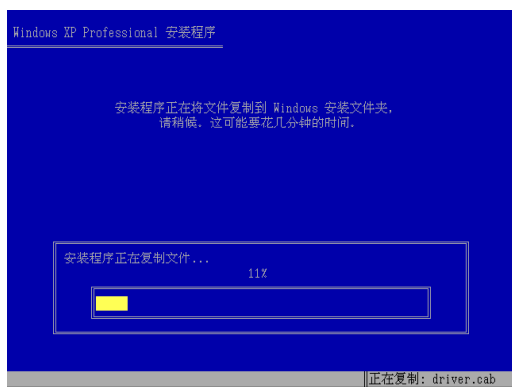 Windows XP Professional 安装程序
安装程序正在将文件复制到 Windows 安装文件夹,
请稍候. 这可能要花几分钟的时间.
安装程序正在复制文件...
11%
正在复制: driver.cab